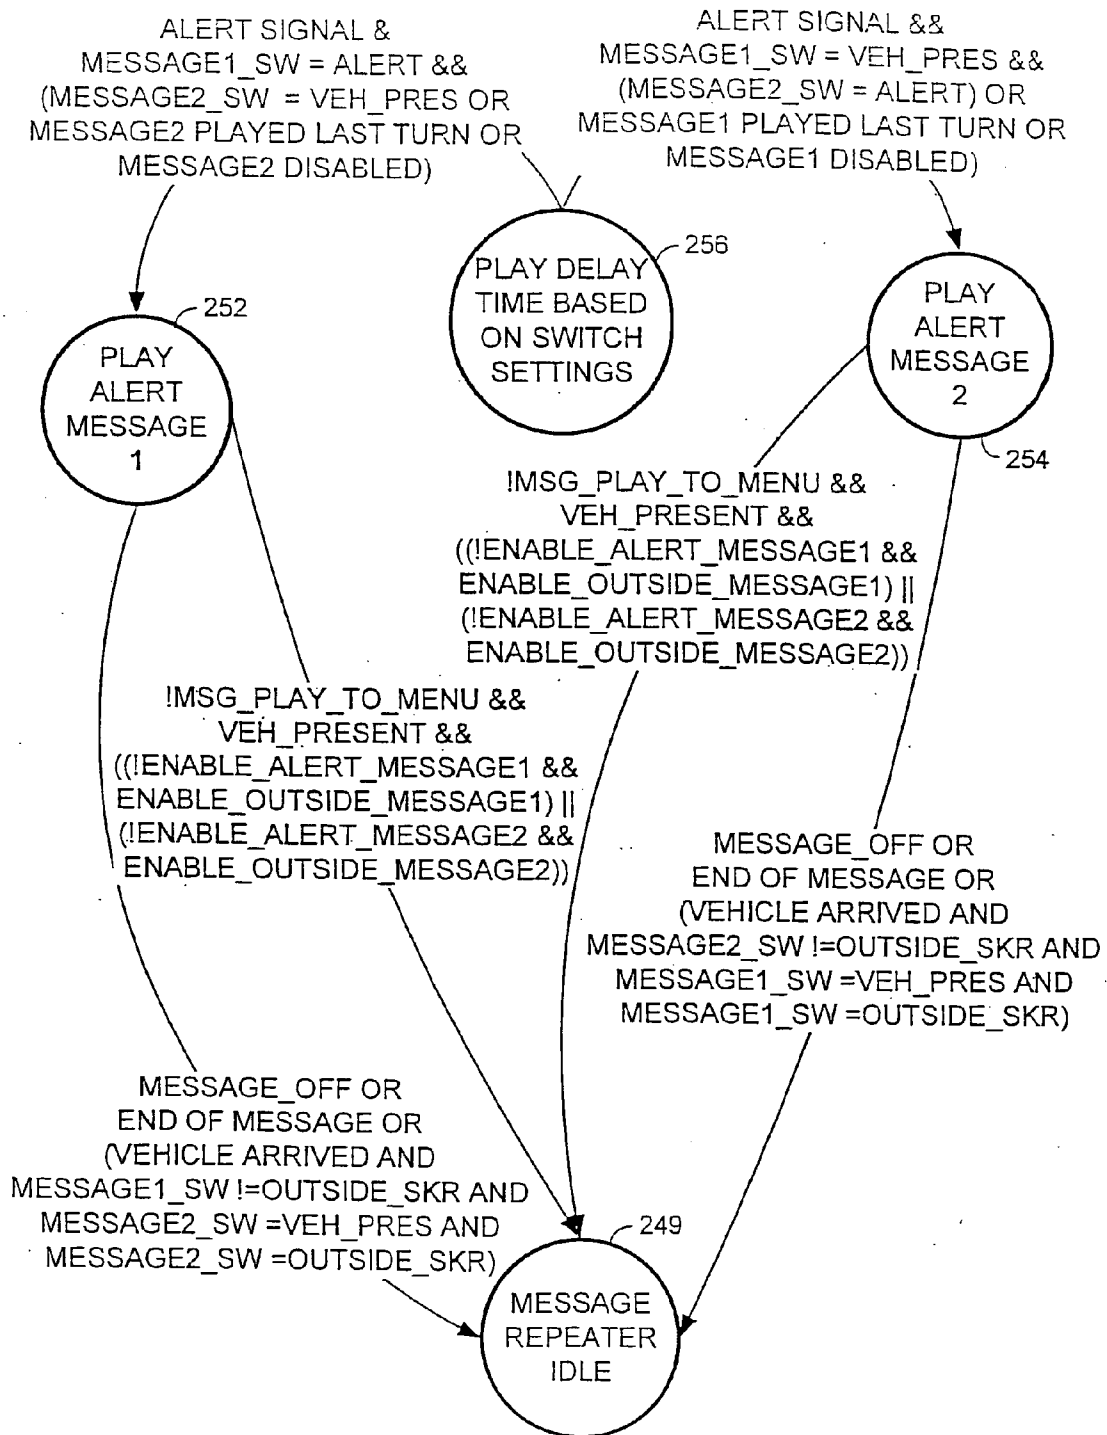 ALERT SIGNAL &
MESSAGE1_SW = ALERT &&
(MESSAGE2_SW = VEH_PRES OR
MESSAGE2 PLAYED LAST TURN OR
MESSAGE2 DISABLED)
ALERT SIGNAL &&
MESSAGE1_SW = VEH_PRES &&
(MESSAGE2_SW = ALERT) OR
MESSAGE1 PLAYED LAST TURN OR
MESSAGE1 DISABLED)
256
PLAY DELAY
TIME BASED
ON SWITCH
SETTINGS
252
PLAY
ALERT
MESSAGE
1
PLAY
ALERT
MESSAGE
2
254
!MSG_PLAY_TO_MENU &&
VEH_PRESENT &&
((!ENABLE_ALERT_MESSAGE1 &&
ENABLE_OUTSIDE_MESSAGE1) ||
(!ENABLE_ALERT_MESSAGE2 &&
ENABLE_OUTSIDE_MESSAGE2))
!MSG_PLAY_TO_MENU &&
VEH_PRESENT &&
((!ENABLE_ALERT_MESSAGE1 &&
ENABLE_OUTSIDE_MESSAGE1) ||
(!ENABLE_ALERT_MESSAGE2 &&
ENABLE_OUTSIDE_MESSAGE2))
MESSAGE_OFF OR
END OF MESSAGE OR
(VEHICLE ARRIVED AND
MESSAGE2_SW !=OUTSIDE_SKR AND
MESSAGE1_SW =VEH_PRES AND
MESSAGE1_SW =OUTSIDE_SKR)
MESSAGE_OFF OR
END OF MESSAGE OR
(VEHICLE ARRIVED AND
MESSAGE1_SW !=OUTSIDE_SKR AND
MESSAGE2_SW =VEH_PRES AND
MESSAGE2_SW =OUTSIDE_SKR)
249
MESSAGE
REPEATER
IDLE